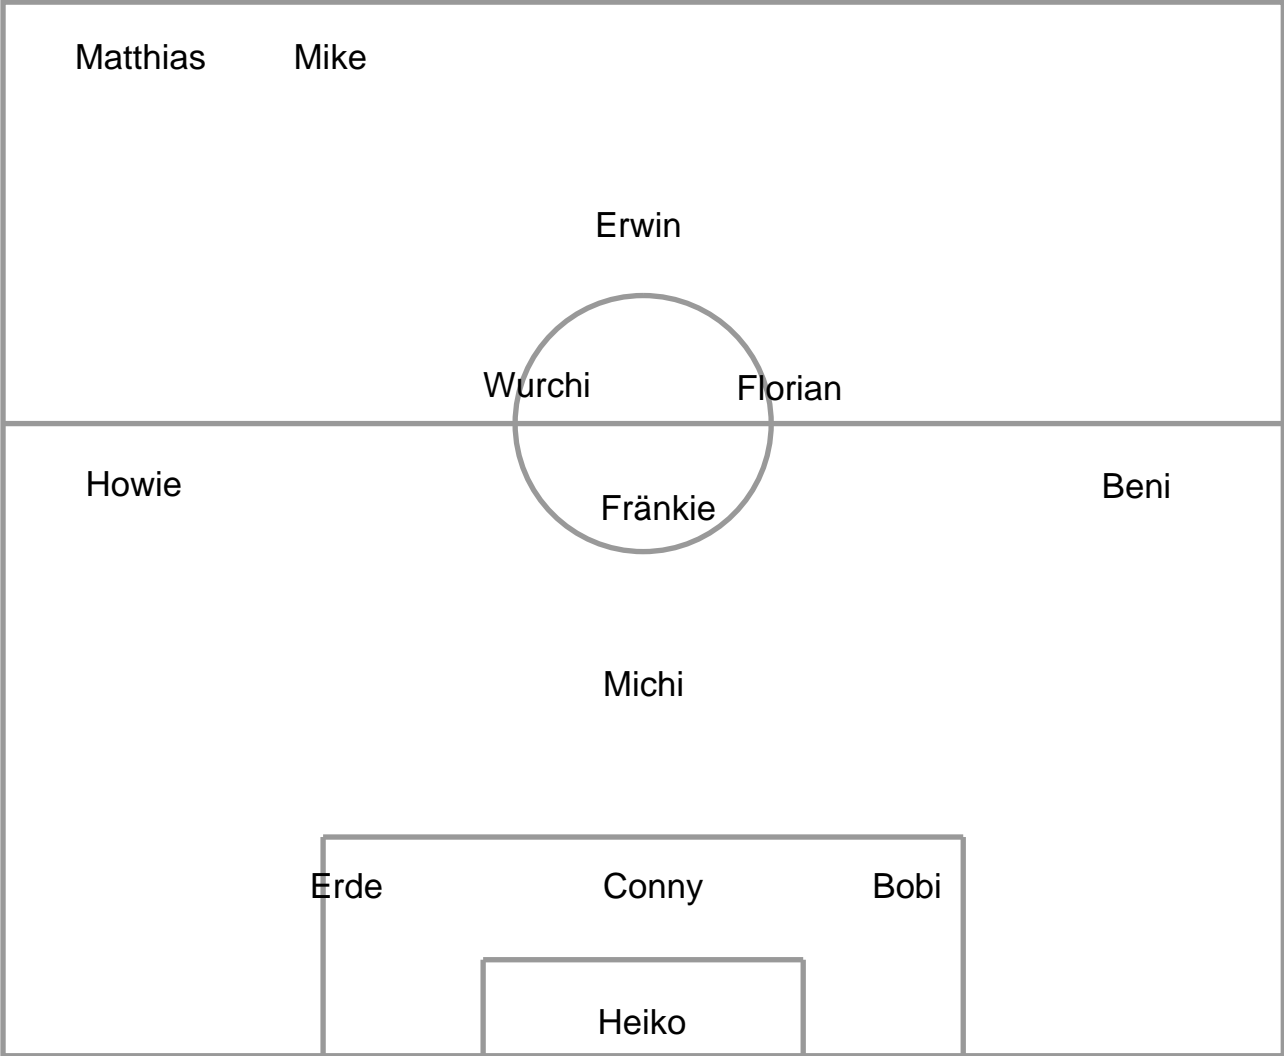 Matthias Mike
Erwin
Wurchi Florian
Howie Beni
Fränkie
Michi
Erde Conny Bobi
Heiko